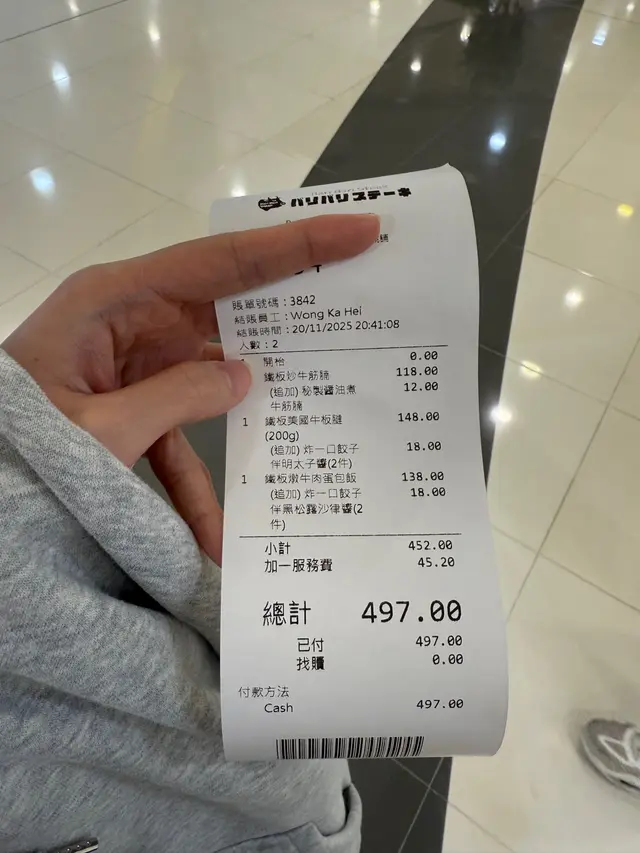 バリバリステーキ
賬單號碼：3842
結賬員工：Wong Ka Hei
結賬時間：20/11/2025 20:41:08
人數：2
開枱 0.00
鐵板炒牛筋腩 118.00
(追加) 秘製醬油煮 12.00
牛筋腩
1 鐵板美國牛板腱 148.00
(200g)
(追加) 炸一口餃子 18.00
伴明太子醬(2件)
1 鐵板燉牛肉蛋包飯 138.00
(追加) 炸一口餃子 18.00
伴黑松露沙律醬(2
件)
小計 452.00
加一服務費 45.20
總計 497.00
已付 497.00
找贖 0.00
付款方法
Cash 497.00